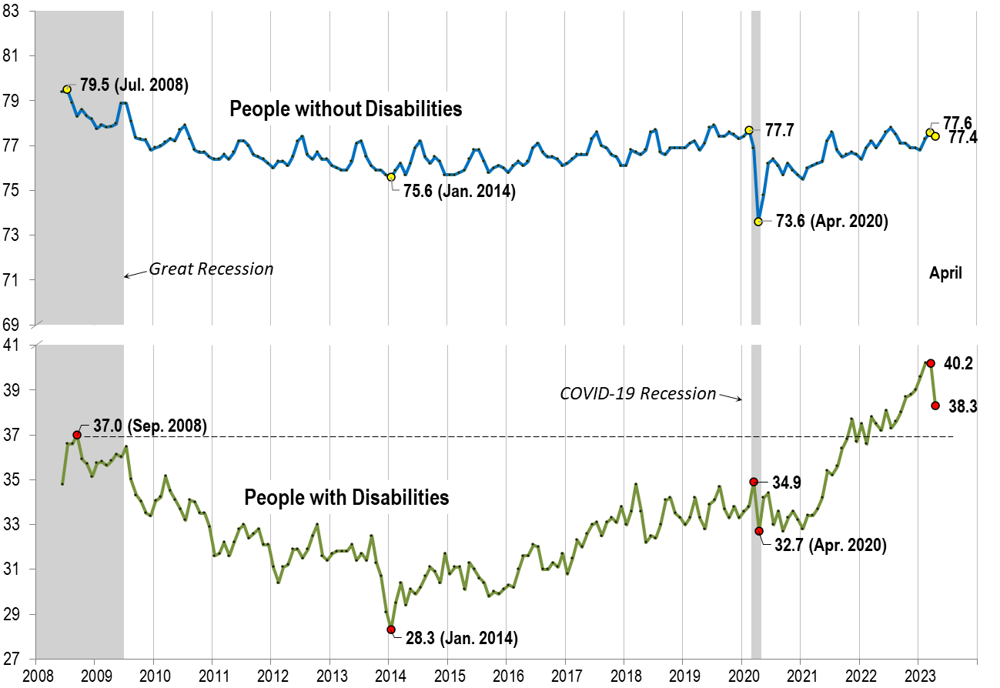 83
81
79
77
75
73
71
69
79.5 (Jul. 2008)
People without Disabilities
77.7
77.6
77.4
75.6 (Jan. 2014)
73.6 (Apr. 2020)
Great Recession
April
41
39
37
35
33
31
29
27
40.2
COVID-19 Recession
38.3
37.0 (Sep. 2008)
People with Disabilities
34.9
32.7 (Apr. 2020)
28.3 (Jan. 2014)
2008 2009 2010 2011 2012 2013 2014 2015 2016 2017 2018 2019 2020 2021 2022 2023